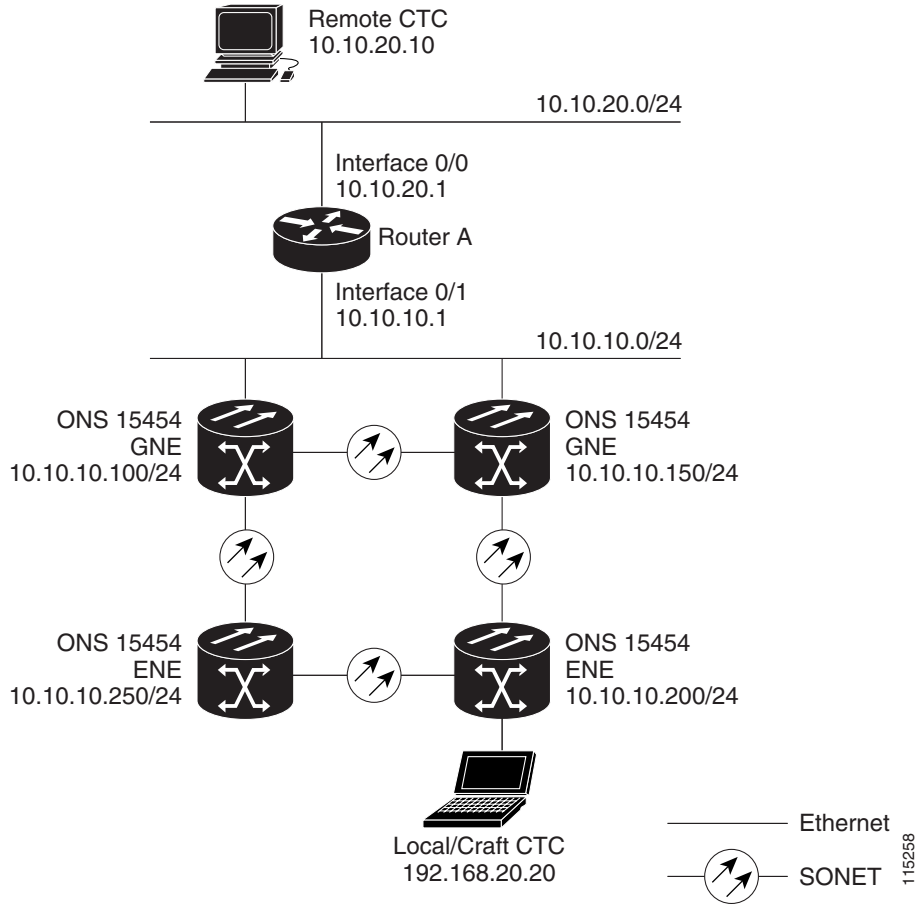 Remote CTC
10.10.20.10
10.10.20.0/24
Interface 0/0
10.10.20.1
Router A
Interface 0/1
10.10.10.1
10.10.10.0/24
ONS 15454
GNE
10.10.10.100/24
ONS 15454
GNE
10.10.10.150/24
ONS 15454
ENE
10.10.10.250/24
ONS 15454
ENE
10.10.10.200/24
Local/Craft CTC
192.168.20.20
Ethernet
SONET
115258